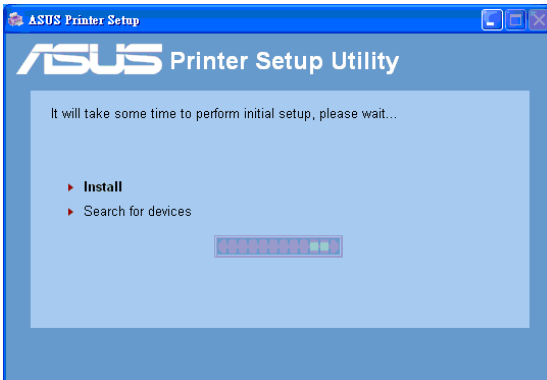 ASUS Printer Setup
ASUS Printer Setup Utility
It will take some time to perform initial setup, please wait...
Install
Search for devices